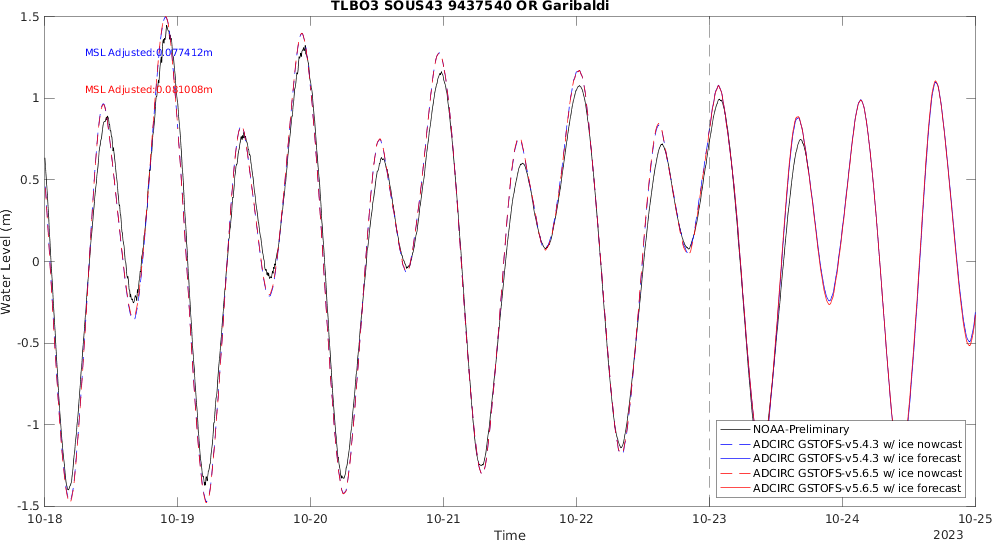 TLBO3 SOUS43 9437540 OR Garibaldi
MSL Adjusted:0.077412m
MSL Adjusted:0.081008m
Water Level (m)
1.5
1
0.5
0
-0.5
-1
-1.5
NOAA-Preliminary
ADCIRC GSTOFS-v5.4.3 w/ ice nowcast
ADCIRC GSTOFS-v5.4.3 w/ ice forecast
ADCIRC GSTOFS-v5.6.5 w/ ice nowcast
ADCIRC GSTOFS-v5.6.5 w/ ice forecast
10-18 10-19 10-20 10-21 10-22 10-23 10-24 10-25
Time
2023